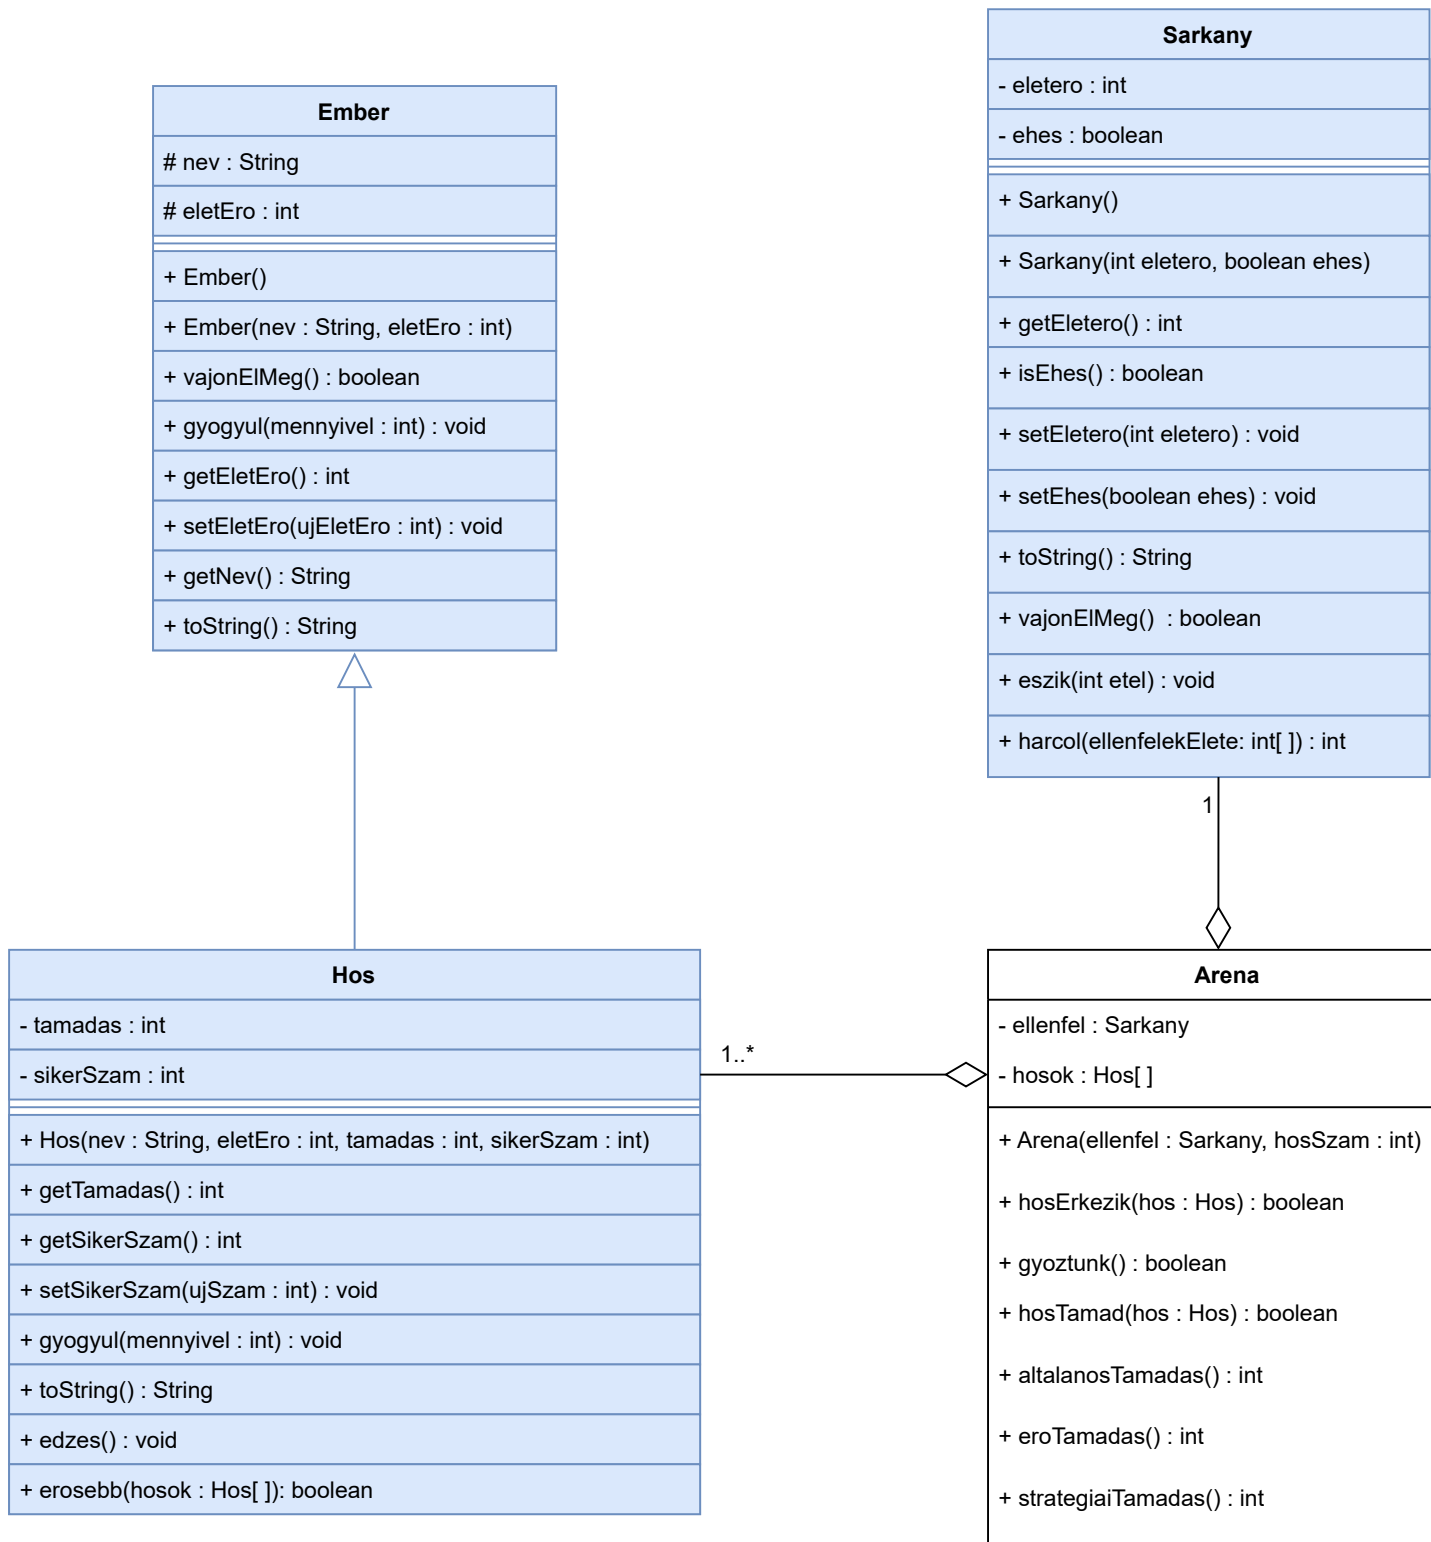 Ember
# nev : String
# eletEro : int
+ Ember()
+ Ember(nev : String, eletEro : int)
+ vajonElMeg() : boolean
+ gyogyul(mennyivel : int) : void
+ getEletEro() : int
+ setEletEro(ujEletEro : int) : void
+ getNev() : String
+ toString() : String
Sarkany
- eletero : int
- ehes : boolean
+ Sarkany()
+ Sarkany(int eletero, boolean ehes)
+ getEletero() : int
+ isEhes() : boolean
+ setEletero(int eletero) : void
+ setEhes(boolean ehes) : void
+ toString() : String
+ vajonElMeg()  : boolean
+ eszik(int etel) : void
+ harcol(ellenfelekElete: int[ ]) : int
1
Hos
- tamadas : int
- sikerSzam : int
+ Hos(nev : String, eletEro : int, tamadas : int, sikerSzam : int)
+ getTamadas() : int
+ getSikerSzam() : int
+ setSikerSzam(ujSzam : int) : void
+ gyogyul(mennyivel : int) : void
+ toString() : String
+ edzes() : void
+ erosebb(hosok : Hos[ ]): boolean
1..*
Arena
- ellenfel : Sarkany
- hosok : Hos[ ]
+ Arena(ellenfel : Sarkany, hosSzam : int)
+ hosErkezik(hos : Hos) : boolean
+ gyoztunk() : boolean
+ hosTamad(hos : Hos) : boolean
+ altalanosTamadas() : int
+ eroTamadas() : int
+ strategiaiTamadas() : int